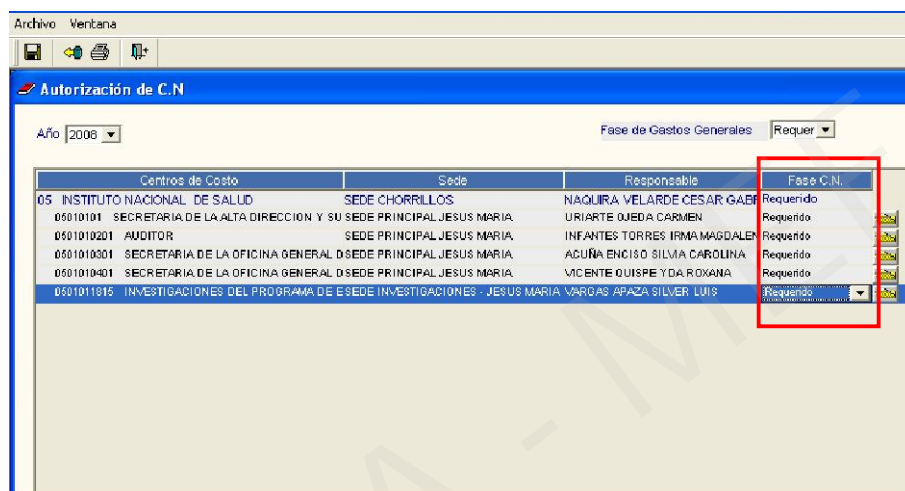 Archivo Ventana
Autorización de C.N
Año 2008 Fase de Gastos Generales Requer
Centros de Costo Sede Responsable Fase C.N.
05 INSTITUTO NACIONAL DE SALUD SEDE CHORRILLOS NAQUIRA VELARDE CESAR GABR Requerido
05010101 SECRETARIA DE LA ALTA DIRECCION Y SU SEDE PRINCIPAL JESUS MARIA. URIARTE OJEDA CARMEN Requerido
0501010201 AUDITOR SEDE PRINCIPAL JESUS MARIA. INFANTES TORRES IRMA MAGDALEN Requerido
0501010301 SECRETARIA DE LA OFICINA GENERAL D SEDE PRINCIPAL JESUS MARIA. ACUÑA ENCISO SILVIA CAROLINA Requerido
0501010401 SECRETARIA DE LA OFICINA GENERAL D SEDE PRINCIPAL JESUS MARIA. VICENTE QUISPE YDA ROXANA Requerido
0501011815 INVESTIGACIONES DEL PROGRAMA DE E SEDE INVESTIGACIONES - JESUS MARIA VARGAS APAZA SILVER LUIS Requerido